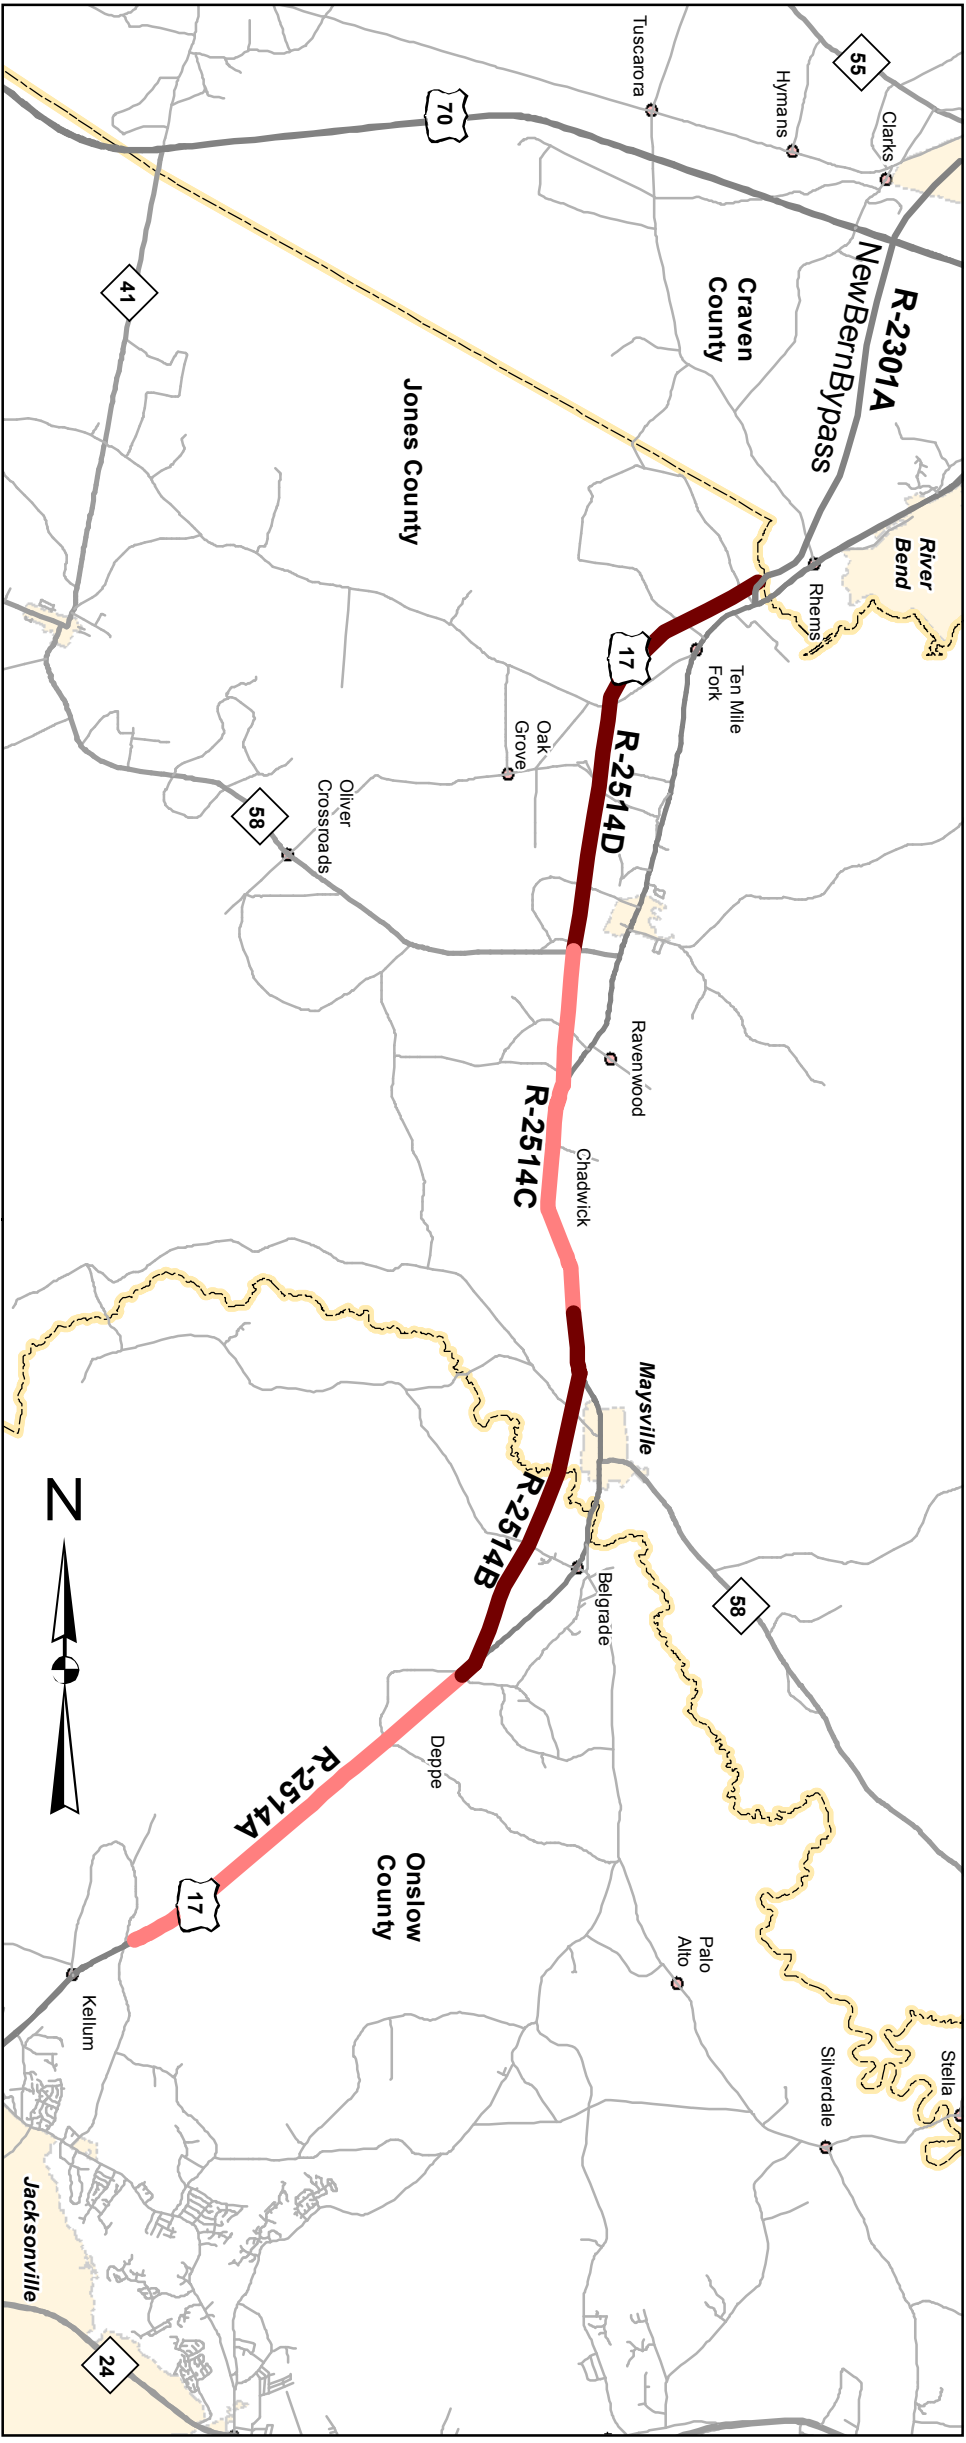 55
Tuscarora
Hymans
Clarks
70
NewBernBypass
R-2301A
41
Craven
County
Jones County
River
Bend
Rhems
17
Ten Mile
Fork
R-2514D
Oak
Grove
Oliver
Crossroads
58
Ravenwood
R-2514C
Chadwick
Maysville
R-2514B
Belgrade
58
N
Deppe
R-2514A
17
Onslow
County
Kellum
Palo
Alto
Silverdale
Stella
Jacksonville
24